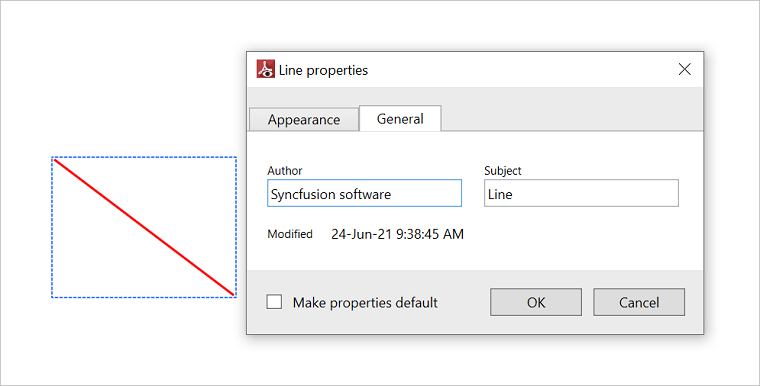 Line properties
Appearance General
Author Subject
Syncfusion software Line
Modified 24-Jun-21 9:38:45 AM
Make properties default OK Cancel